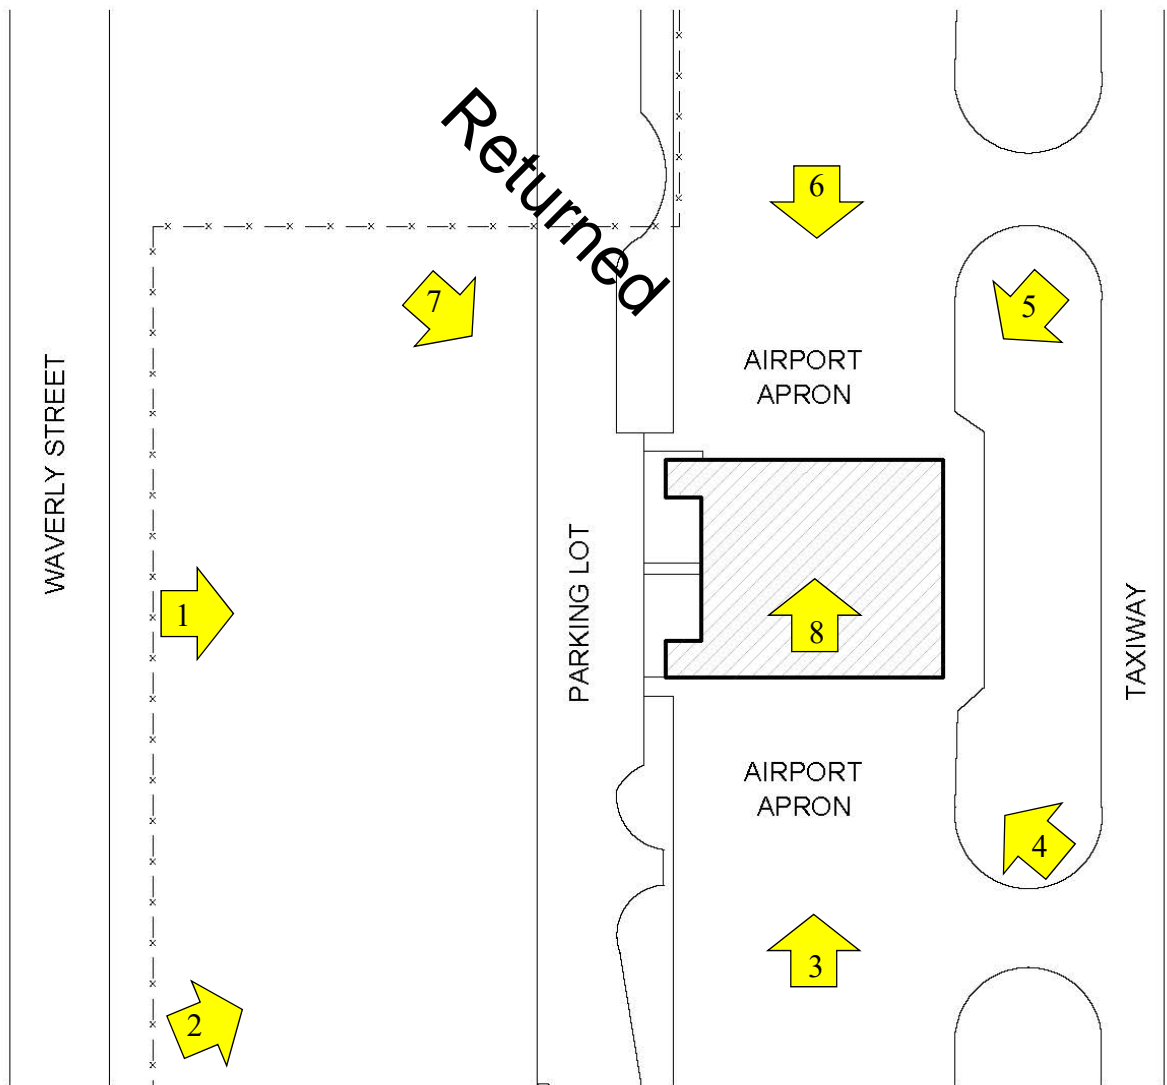 Returned
6
7
5
AIRPORT
APRON
WAVERLY STREET
PARKING LOT
1
8
TAXIWAY
AIRPORT
APRON
4
3
2